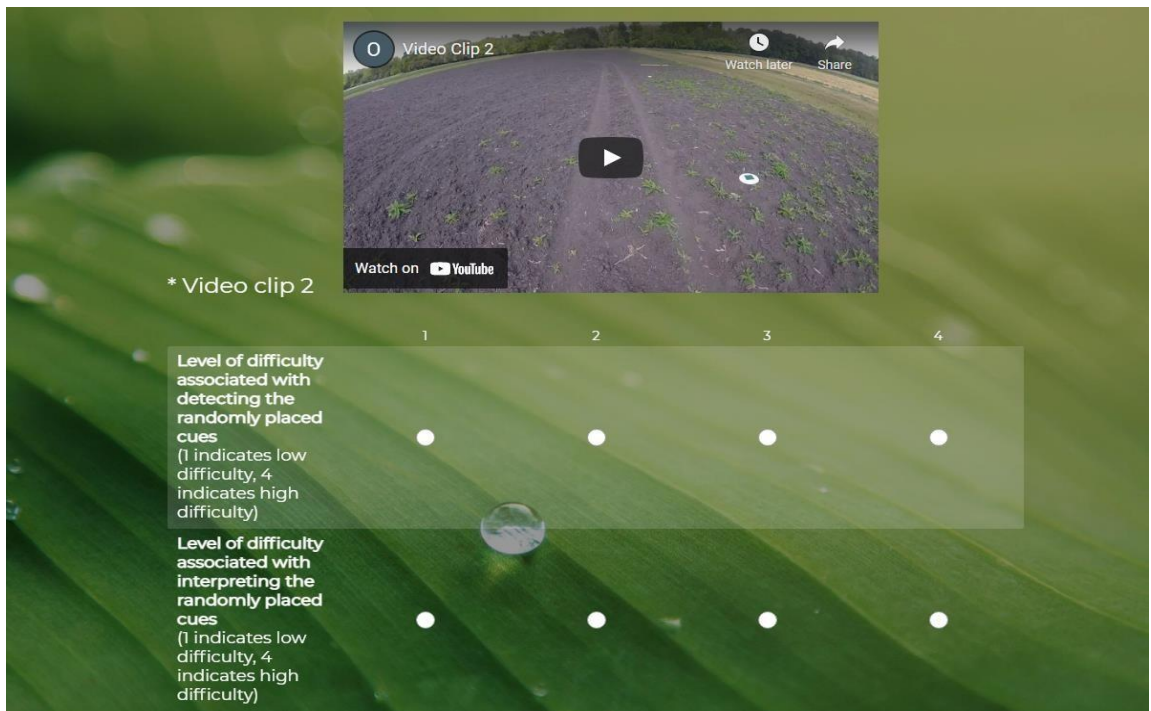 O Video Clip 2
Watch later Share
Watch on YouTube
* Video clip 2
1 2 3 4
Level of difficulty
associated with
detecting the
randomly placed
cues
(1 indicates low
difficulty, 4
indicates high
difficulty)
Level of difficulty
associated with
interpreting the
randomly placed
cues
(1 indicates low
difficulty, 4
indicates high
difficulty)